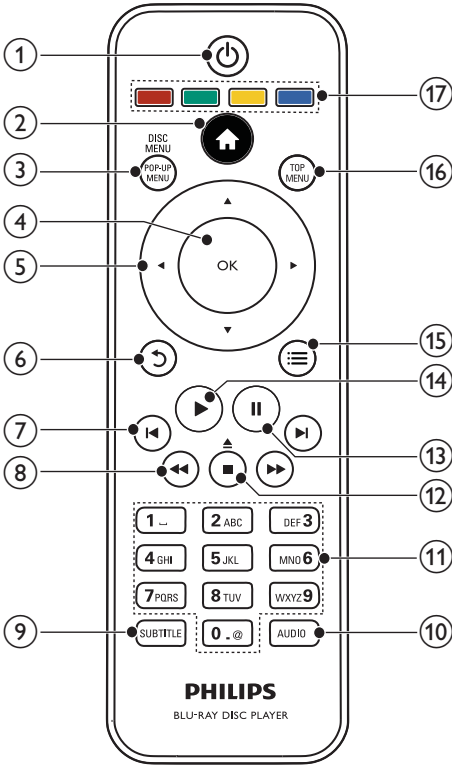 1
17
2
DISC
MENU
3
POP-UP
MENU
TOP
MENU
16
4
5
OK
15
6
14
7
13
8
12
1 2 ABC DEF 3
4 GHI 5 JKL MNO 6
11
7 PQRS 8 TUV WXYZ 9
9
SUBTITLE 0 .@ AUDIO
10
PHILIPS
BLU-RAY DISC PLAYER